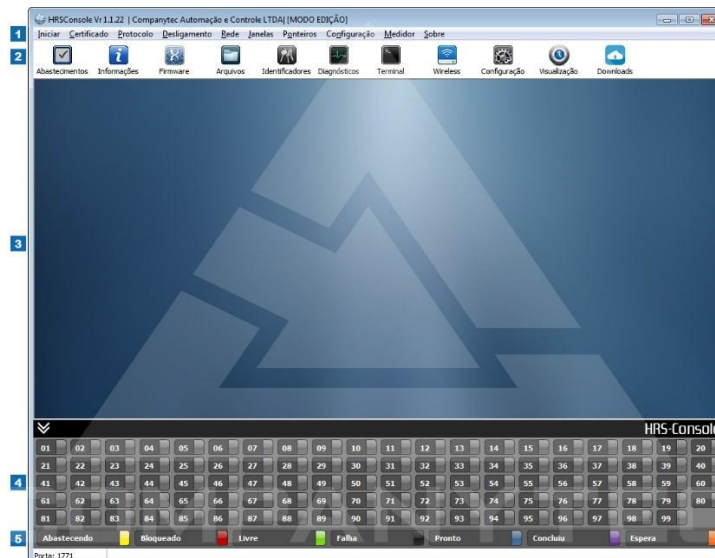 HRSConsole Vr 1.1.22 | Companytec Automação e Controle LTDA| [MODO EDIÇÃO]
1 Iniciar Certificado Protocolo Desligamento Rede Janelas Ponteiros Configuração Medidor Sobre
2
Abastecimentos Informações Firmware Arquivos Identificadores Diagnósticos Terminal Wireless Configuração Visualização Downloads
3
HRS-Console
01 02 03 04 05 06 07 08 09 10 11 12 13 14 15 16 17 18 19 20
21 22 23 24 25 26 27 28 29 30 31 32 33 34 35 36 37 38 39 40
4 41 42 43 44 45 46 47 48 49 50 51 52 53 54 55 56 57 58 59 60
61 62 63 64 65 66 67 68 69 70 71 72 73 74 75 76 77 78 79 80
81 82 83 84 85 86 87 88 89 90 91 92 93 94 95 96 97 98 99
5 Abastecendo Bloqueado Livre Falha Pronto Concluiu Espera
Porta: 1771